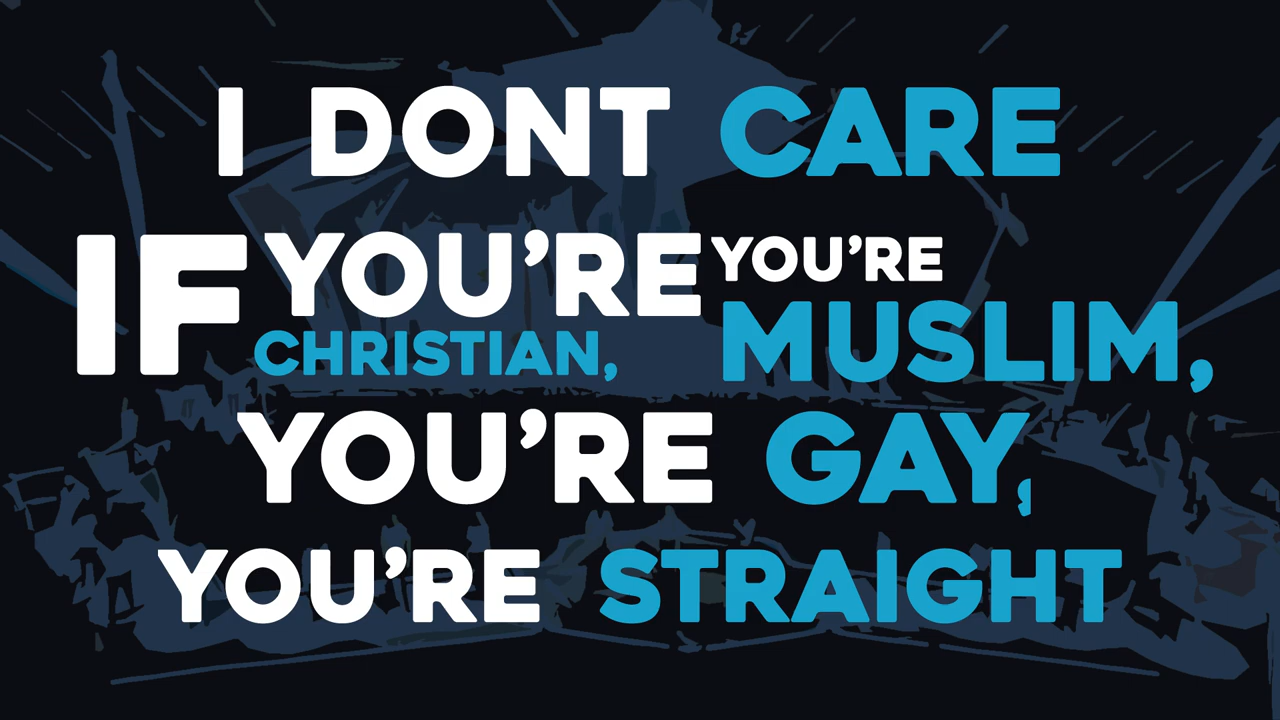 I DONT CARE
IF YOU'RE CHRISTIAN,
YOU'RE MUSLIM,
YOU'RE GAY,
YOU'RE STRAIGHT